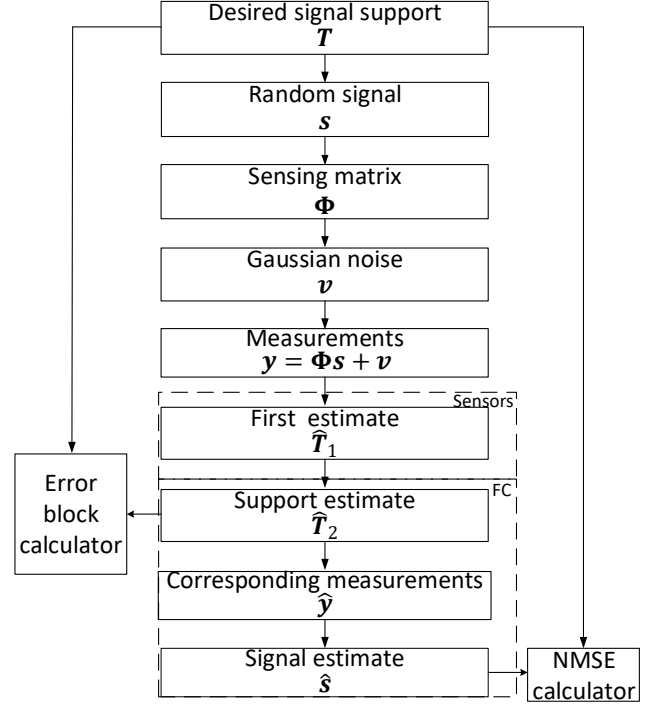 Desired signal support
𝑻
Random signal
𝒔
Sensing matrix
𝚽
Gaussian noise
𝒗
Measurements
𝒚 = 𝚽𝒔 + 𝒗
Sensors
First estimate
𝑻̂₁
FC
Error
block
calculator
Support estimate
𝑻̂₂
Corresponding measurements
𝒚̂
Signal estimate
𝒔̂
NMSE
calculator